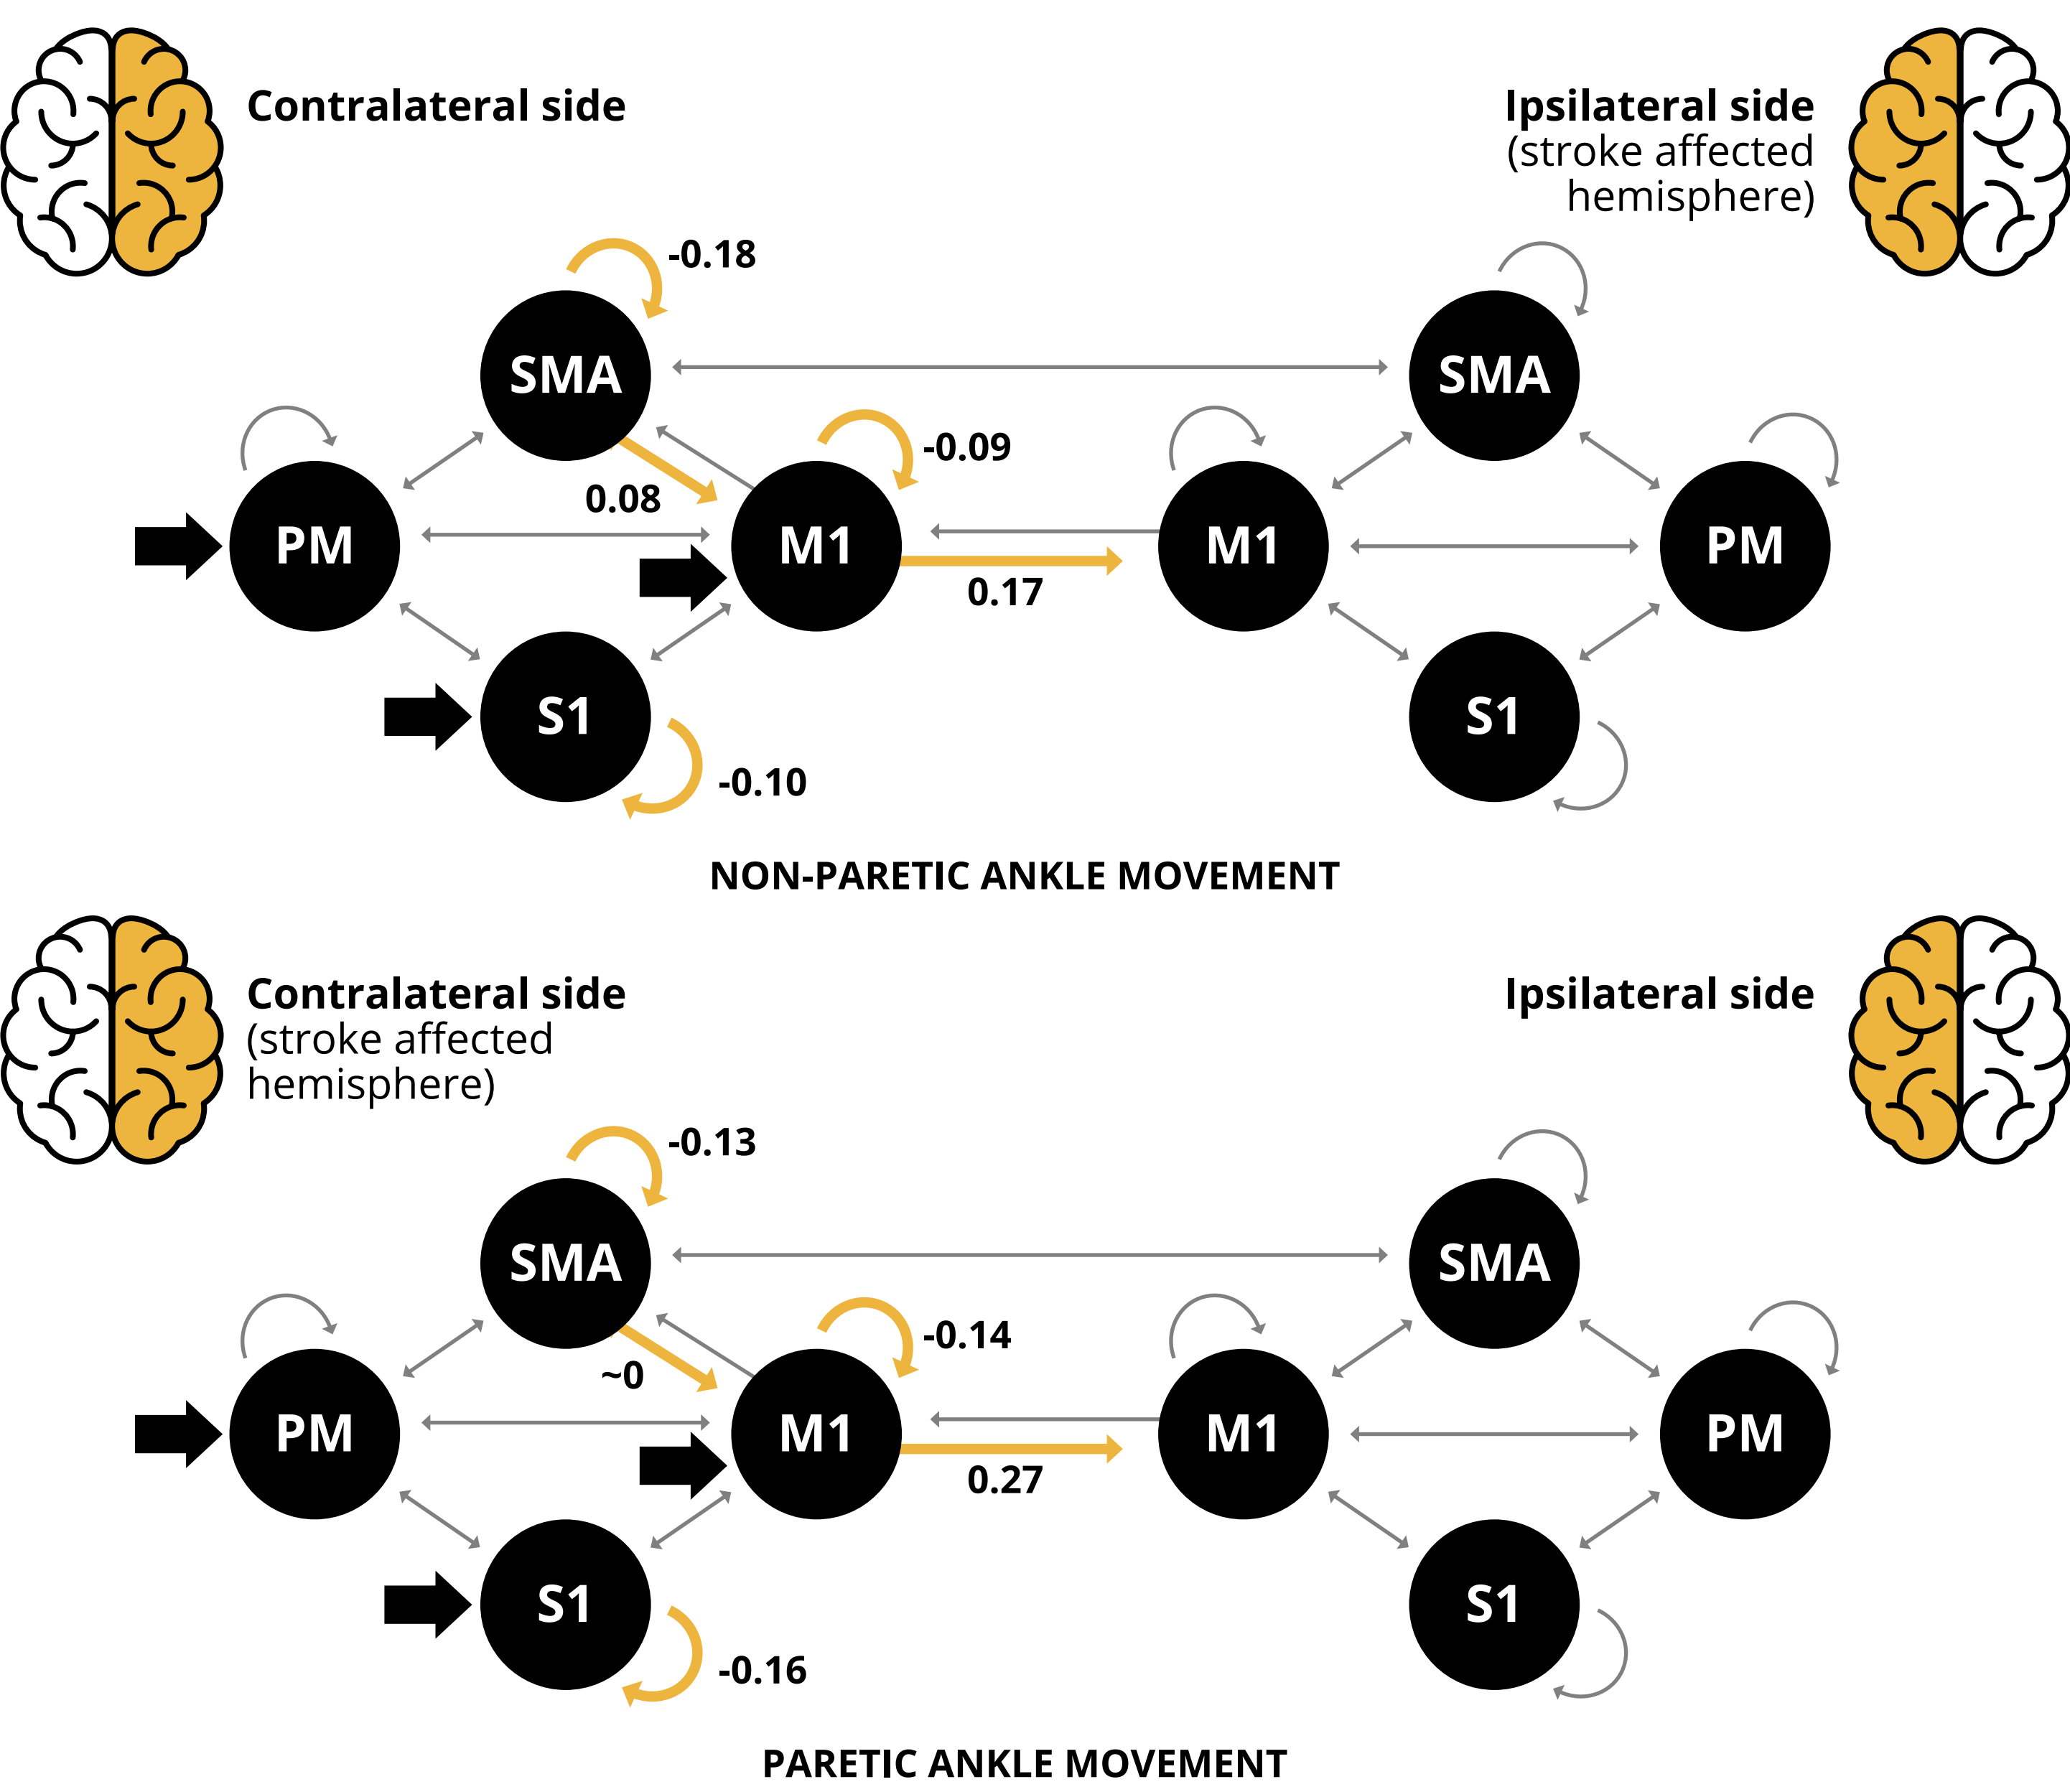 Contralateral side
Ipsilateral side
(stroke affected
hemisphere)
-0.18
SMA
SMA
-0.09
0.08
PM
M1
M1
PM
0.17
S1
S1
-0.10
NON-PARETIC ANKLE MOVEMENT
Contralateral side
(stroke affected
hemisphere)
Ipsilateral side
-0.13
SMA
SMA
-0.14
~0
PM
M1
M1
PM
0.27
S1
S1
-0.16
PARETIC ANKLE MOVEMENT